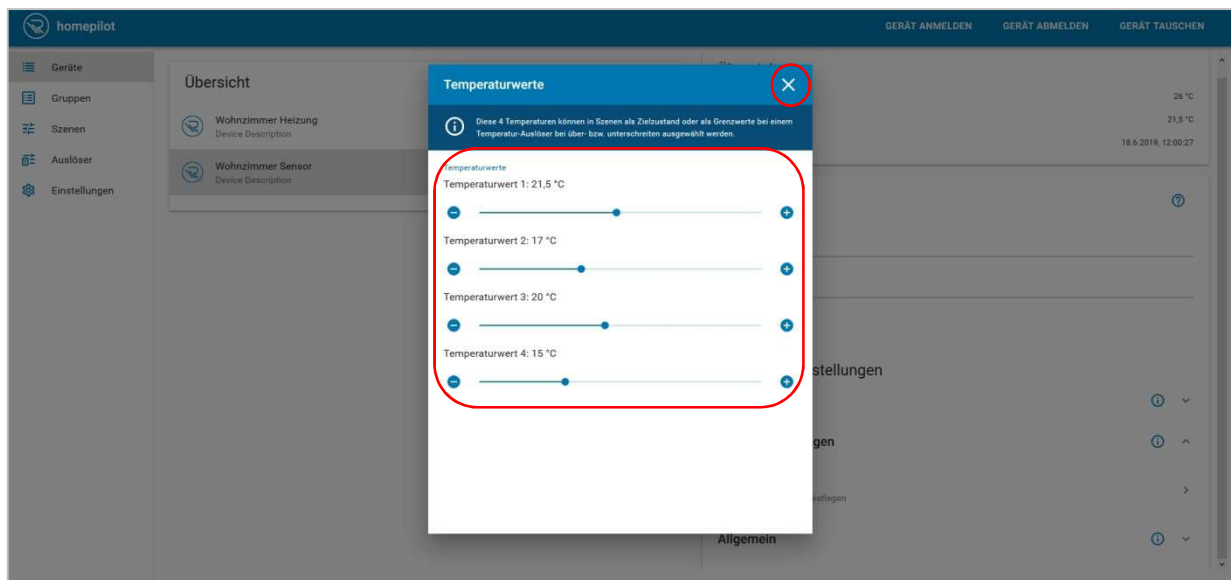 homepilot
GERÄT ANMELDEN
GERÄT ABMELDEN
GERÄT TAUSCHEN
Geräte
Gruppen
Szenen
Auslöser
Einstellungen
Übersicht
Wohnzimmer Heizung
Device Description
Wohnzimmer Sensor
Device Description
Temperaturwerte
Diese 4 Temperaturen können in Szenen als Zielzustand oder als Grenzwerte bei einem
Temperatur-Auslöser bei über- bzw. unterschreiten ausgewählt werden.
Temperaturwerte
Temperaturwert 1: 21,5 °C
Temperaturwert 2: 17 °C
Temperaturwert 3: 20 °C
Temperaturwert 4: 15 °C
26 °C
21,5 °C
18.6.2019, 12:00:27
stellungen
gen
estlegen
Allgemein